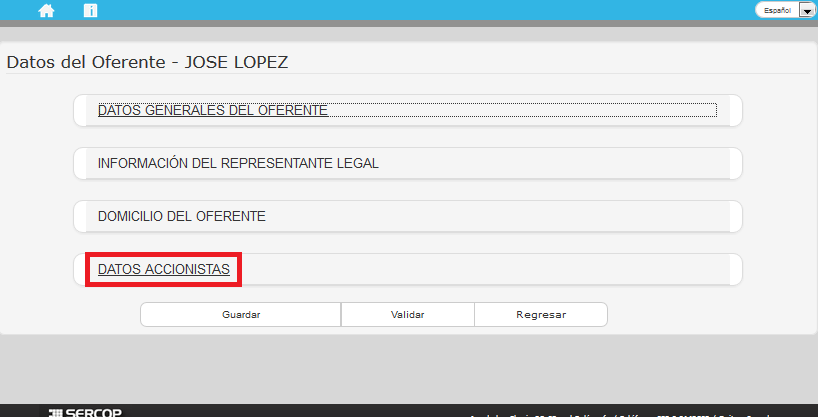 Español
Datos del Oferente - JOSE LOPEZ
DATOS GENERALES DEL OFERENTE
INFORMACIÓN DEL REPRESENTANTE LEGAL
DOMICILIO DEL OFERENTE
DATOS ACCIONISTAS
Guardar Validar Regresar
SERCOP